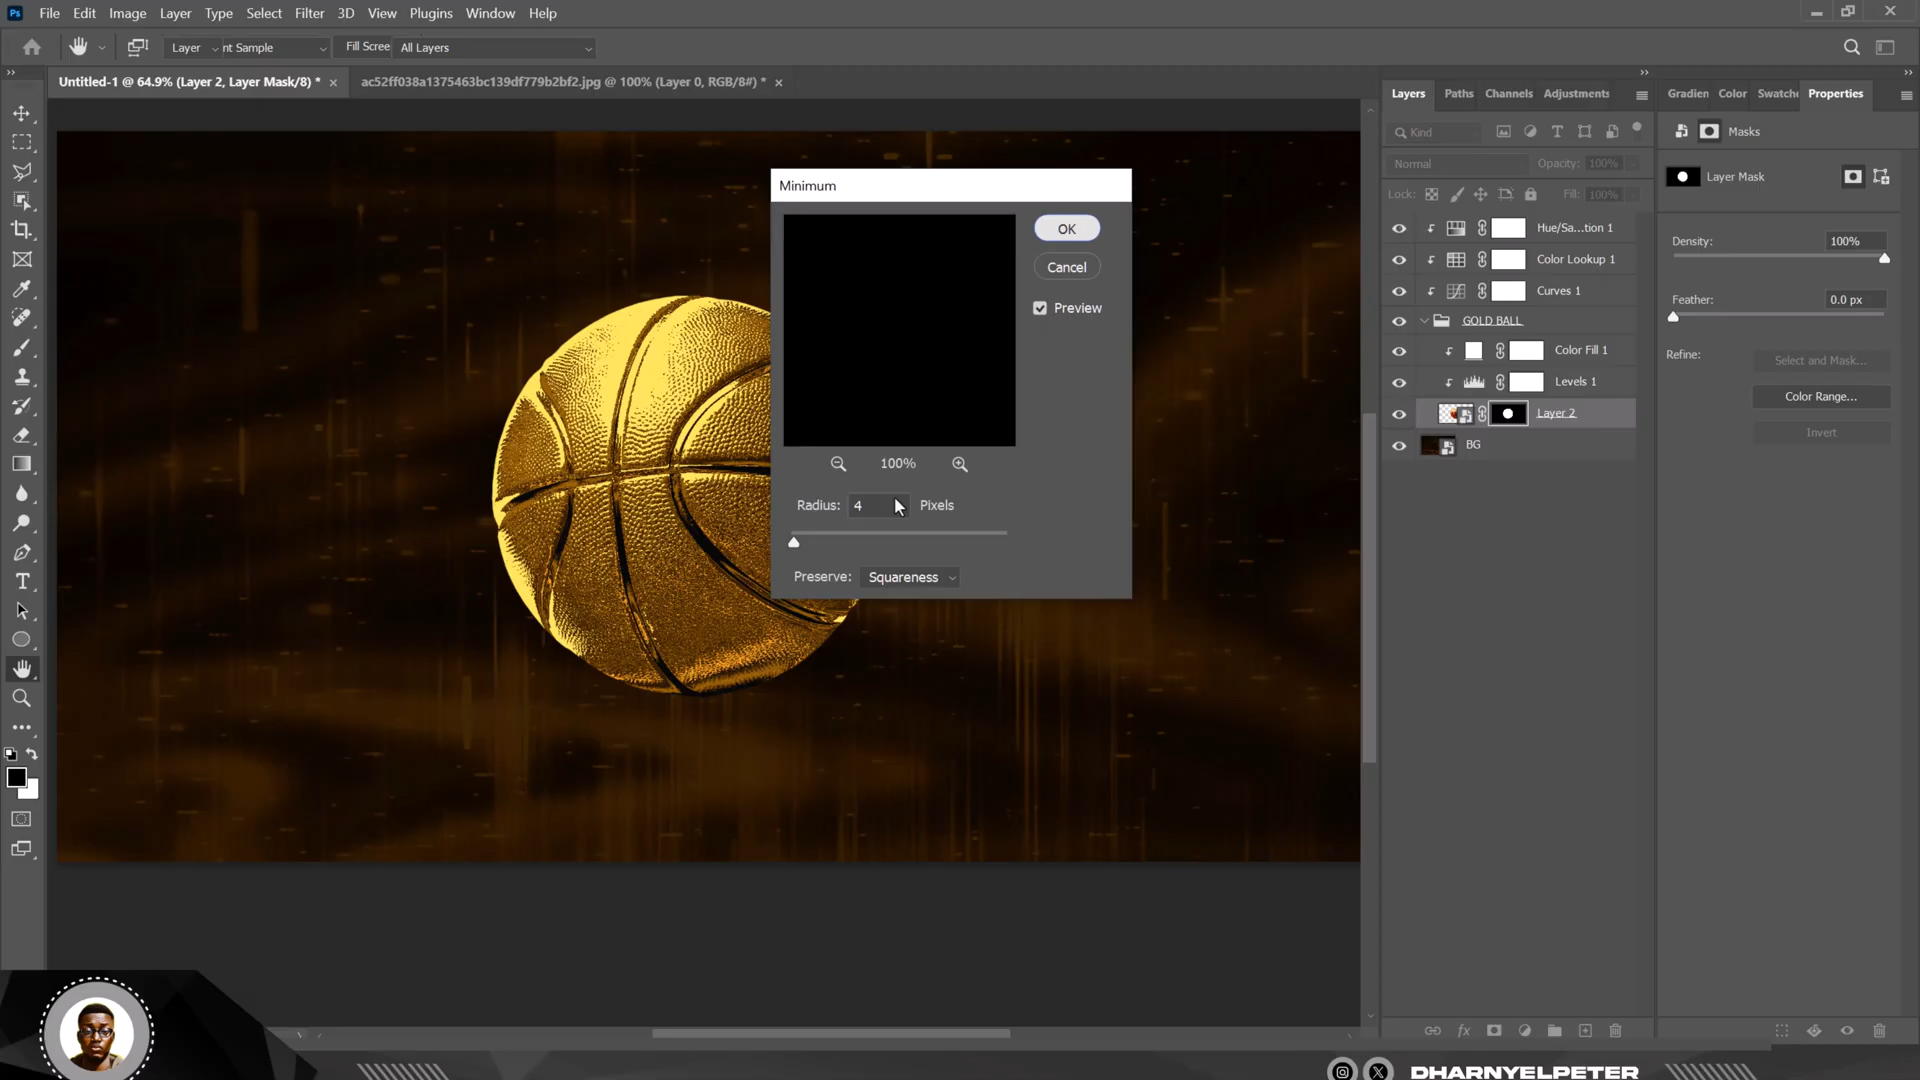 Ps File Edit Image Layer Type Select Filter 3D View Plugins Window Help
Layer nt Sample Fill Scree All Layers
Untitled-1 @ 64.9% (Layer 2, Layer Mask/8) * × ac52ff038a1375463bc139df779b2bf2.jpg @ 100% (Layer 0, RGB/8#) * ×
Layers Paths Channels Adjustments Gradien Color Swatche Properties
Kind
Masks
Normal Opacity: 100%
Layer Mask
Lock: Fill: 100%
Minimum
OK
Cancel
Preview
100%
Radius: 4 Pixels
Preserve: Squareness
Hue/Sa...tion 1
Color Lookup 1
Curves 1
GOLD BALL
Color Fill 1
Levels 1
Layer 2
BG
Density: 100%
Feather: 0.0 px
Refine: Select and Mask...
Color Range...
Invert
fx
DHARNYELPETER